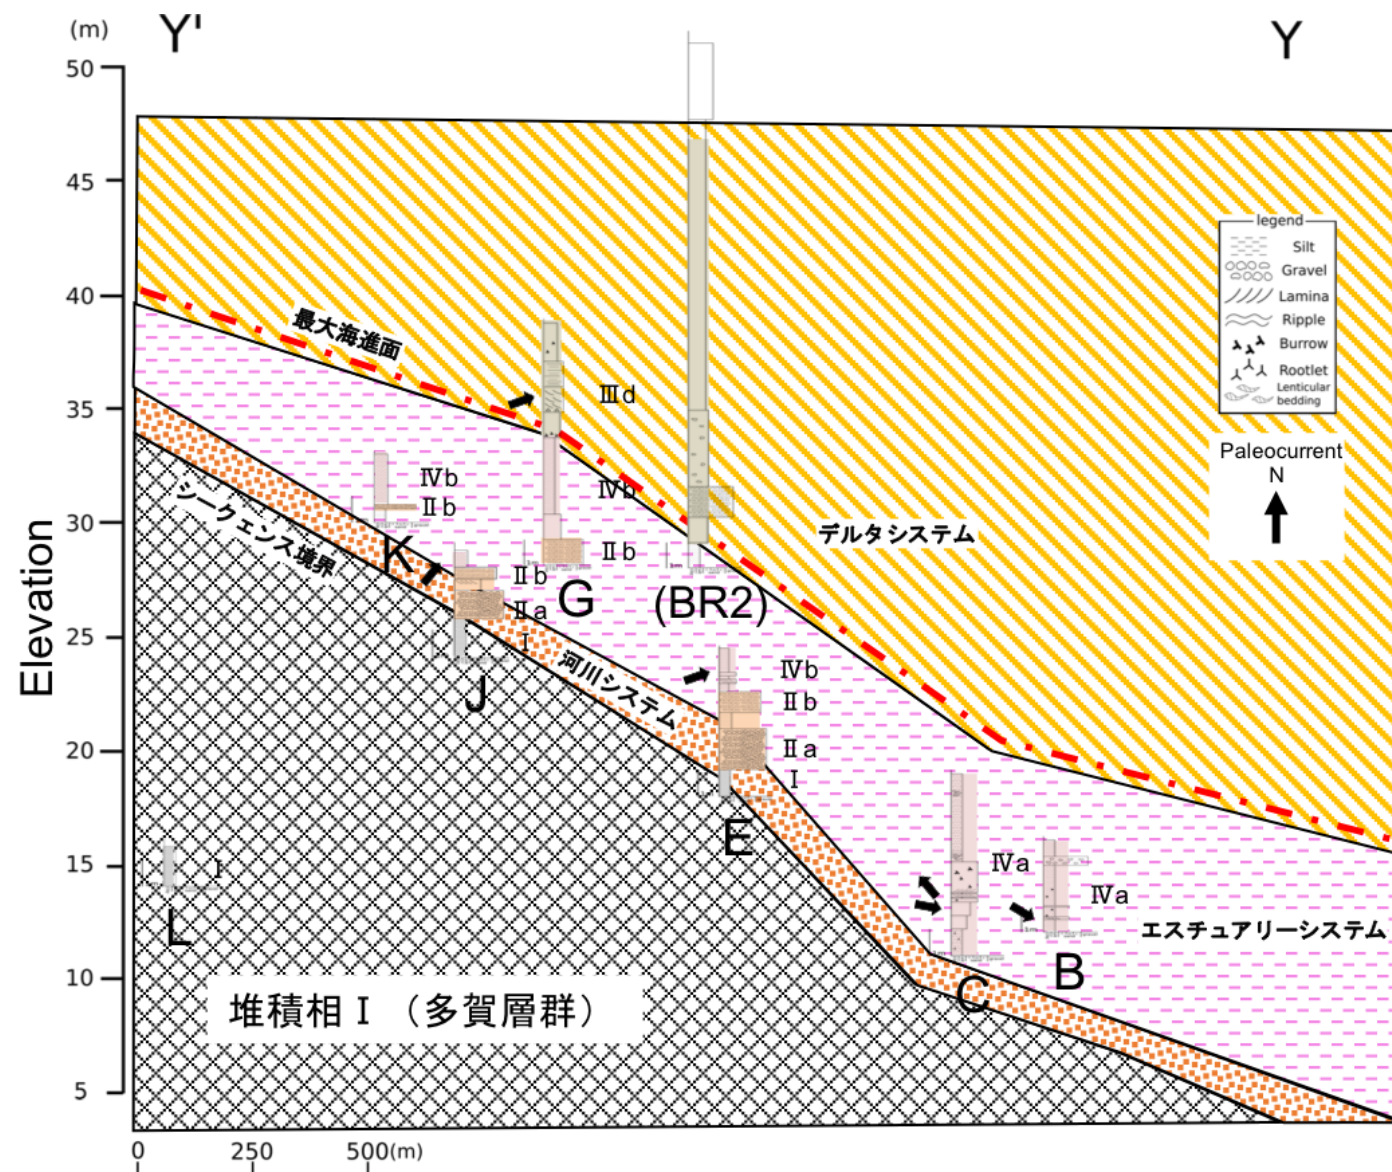 (m)
Y'
Y
50
45
40
35
30
25
20
15
10
5
Elevation
最大海進面
legend
Silt
Gravel
Lamina
Ripple
Burrow
Rootlet
Lenticular
bedding
Paleocurrent
N
Ⅲd
Ⅳb
Ⅱb
シークェンス境界
K
Ⅳb
Ⅱb
G
(BR2)
デルタシステム
Ⅱb
Ⅱa
Ⅰ
J
河川システム
Ⅳb
Ⅱb
Ⅱa
Ⅰ
E
Ⅳa
C
Ⅳa
B
エスチュアリーシステム
Ⅰ
L
堆積相Ⅰ（多賀層群）
0
250
500(m)